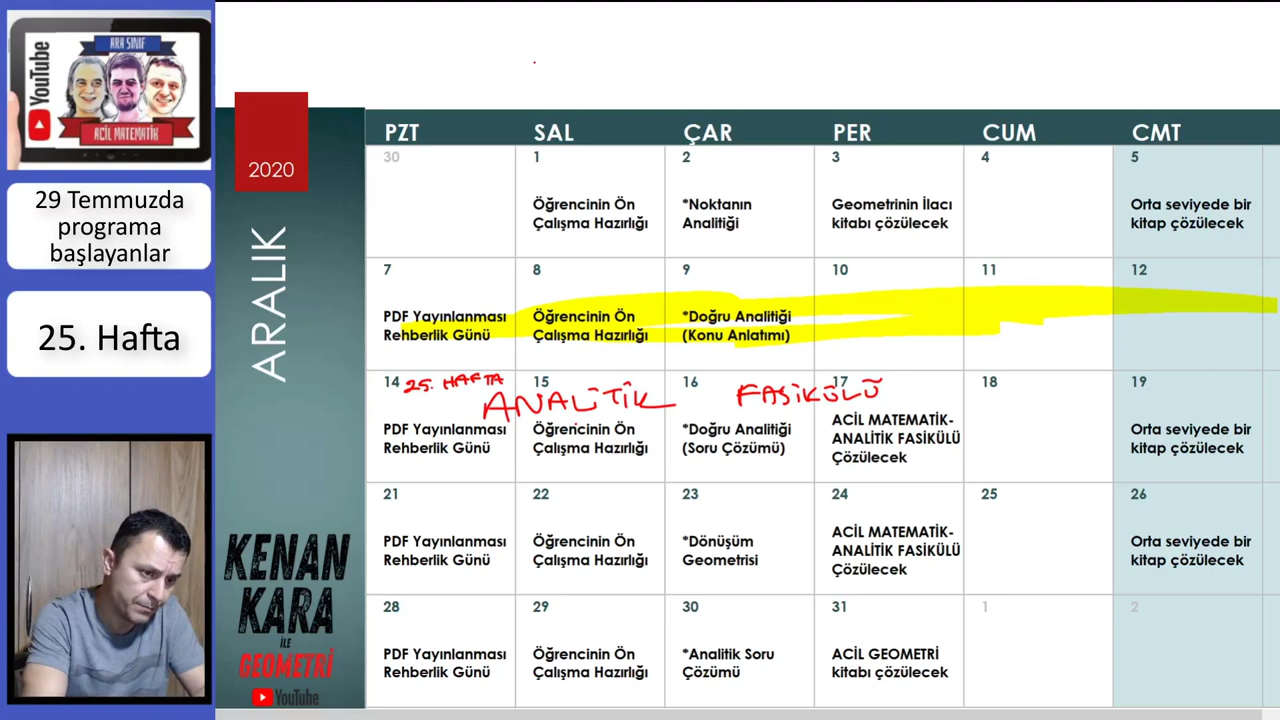 YouTube
ARA SINIF
ACİL MATEMATİK
29 Temmuzda
programa
başlayanlar
25. Hafta
2020
ARALIK
KENAN
KARA
İLE
GEOMETRİ
YouTube
PZT SAL ÇAR PER CUM CMT
30 1 2 3 4 5
Öğrencinin Ön *Noktanın Geometrinin İlacı Orta seviyede bir
Çalışma Hazırlığı Analitiği kitabı çözülecek kitap çözülecek
7 8 9 10 11 12
PDF Yayınlanması Öğrencinin Ön *Doğru Analitiği
Rehberlik Günü Çalışma Hazırlığı (Konu Anlatımı)
14 25. HAFTA 15 16 17 18 19
ANALİTİK FASİKÜLÜ
ACİL MATEMATİK-
PDF Yayınlanması Öğrencinin Ön *Doğru Analitiği ANALİTİK FASİKÜLÜ Orta seviyede bir
Rehberlik Günü Çalışma Hazırlığı (Soru Çözümü) Çözülecek kitap çözülecek
21 22 23 24 25 26
ACİL MATEMATİK-
PDF Yayınlanması Öğrencinin Ön *Dönüşüm ANALİTİK FASİKÜLÜ Orta seviyede bir
Rehberlik Günü Çalışma Hazırlığı Geometrisi Çözülecek kitap çözülecek
28 29 30 31 1 2
PDF Yayınlanması Öğrencinin Ön *Analitik Soru ACİL GEOMETRİ
Rehberlik Günü Çalışma Hazırlığı Çözümü kitabı çözülecek